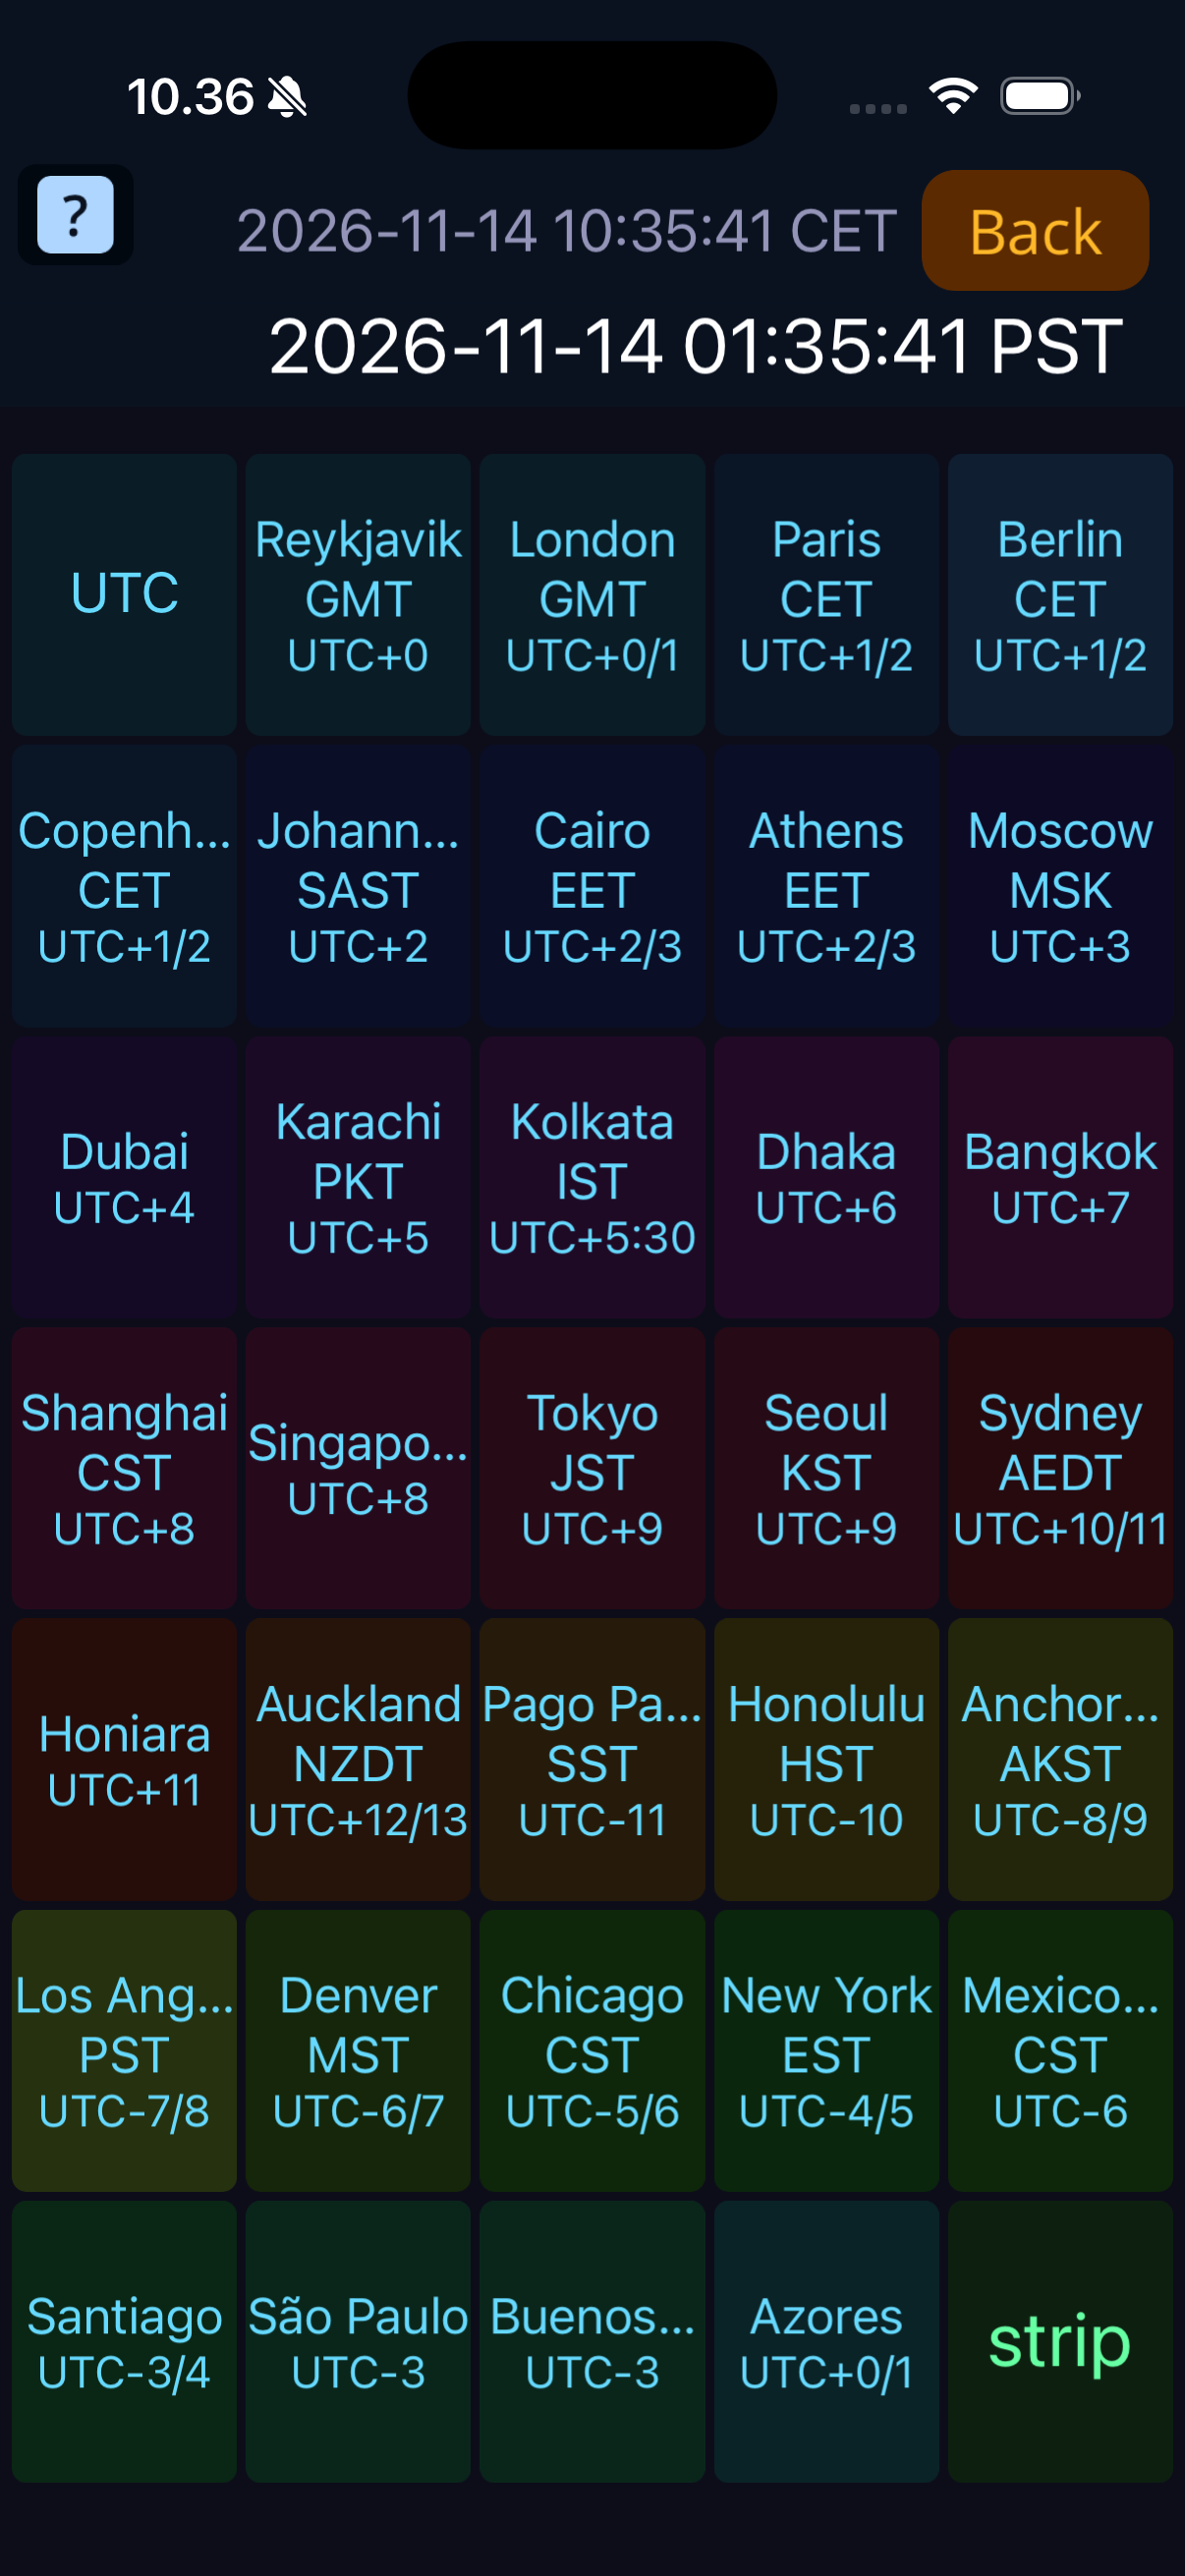 10.36
?
2026-11-14 10:35:41 CET
Back
2026-11-14 01:35:41 PST
UTC
Reykjavik
GMT
UTC+0
London
GMT
UTC+0/1
Paris
CET
UTC+1/2
Berlin
CET
UTC+1/2
Copenh...
CET
UTC+1/2
Johann...
SAST
UTC+2
Cairo
EET
UTC+2/3
Athens
EET
UTC+2/3
Moscow
MSK
UTC+3
Dubai
UTC+4
Karachi
PKT
UTC+5
Kolkata
IST
UTC+5:30
Dhaka
UTC+6
Bangkok
UTC+7
Shanghai
CST
UTC+8
Singapo...
UTC+8
Tokyo
JST
UTC+9
Seoul
KST
UTC+9
Sydney
AEDT
UTC+10/11
Honiara
UTC+11
Auckland
NZDT
UTC+12/13
Pago Pa...
SST
UTC-11
Honolulu
HST
UTC-10
Anchor...
AKST
UTC-8/9
Los Ang...
PST
UTC-7/8
Denver
MST
UTC-6/7
Chicago
CST
UTC-5/6
New York
EST
UTC-4/5
Mexico...
CST
UTC-6
Santiago
UTC-3/4
São Paulo
UTC-3
Buenos...
UTC-3
Azores
UTC+0/1
strip